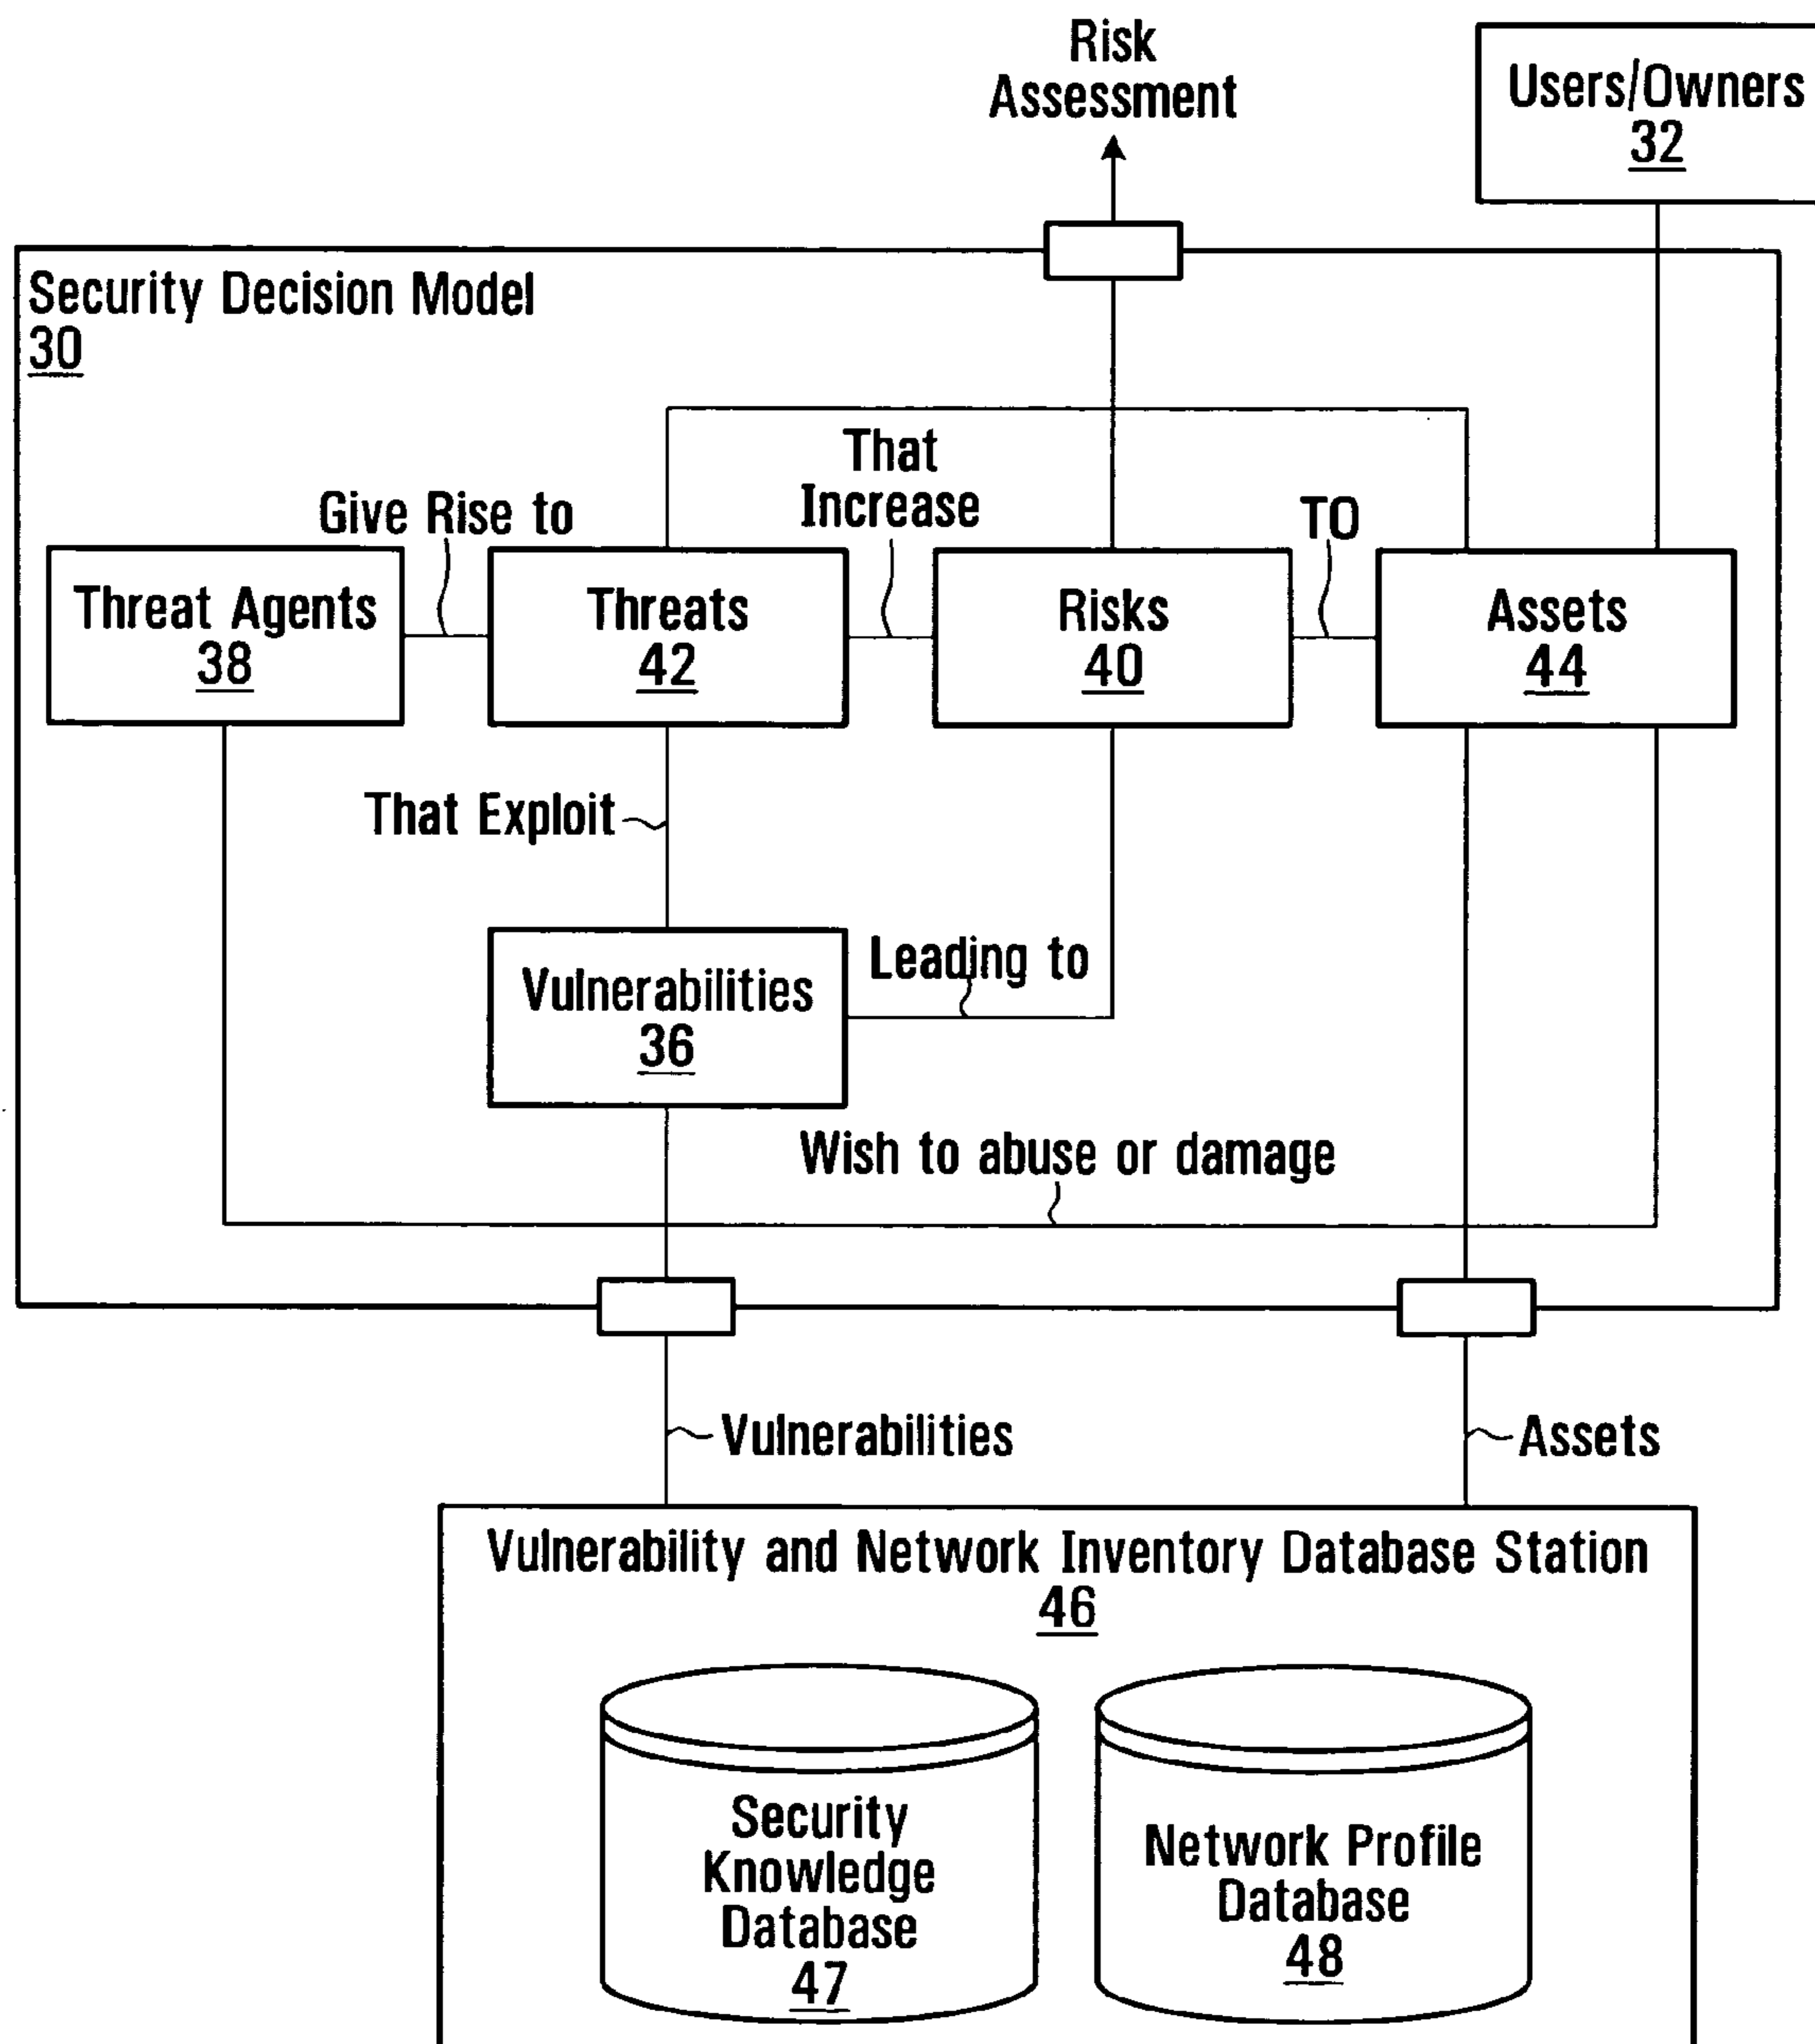 Risk
Assessment
Users/Owners
32
Security Decision Model
30
Give Rise to
That
Increase
TO
Threat Agents
38
Threats
42
Risks
40
Assets
44
That Exploit
Leading to
Vulnerabilities
36
Wish to abuse or damage
Vulnerabilities
Assets
Vulnerability and Network Inventory Database Station
46
Security
Knowledge
Database
47
Network Profile
Database
48